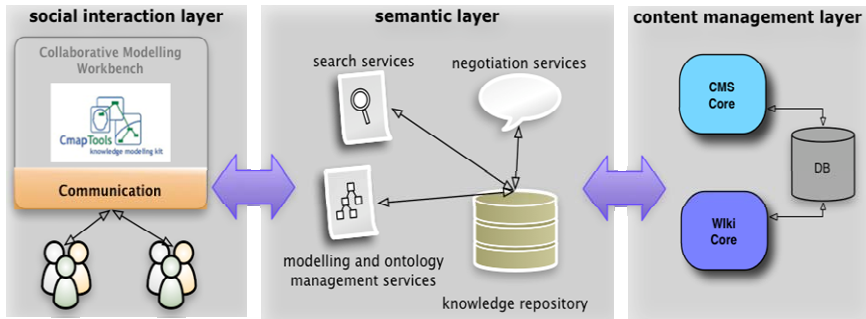 social interaction layer
Collaborative Modelling
Workbench
CmapTools
knowledge modeling kit
Communication
semantic layer
search services
negotiation services
modelling and ontology
management services
knowledge repository
content management layer
CMS
Core
DB
WIki
Core